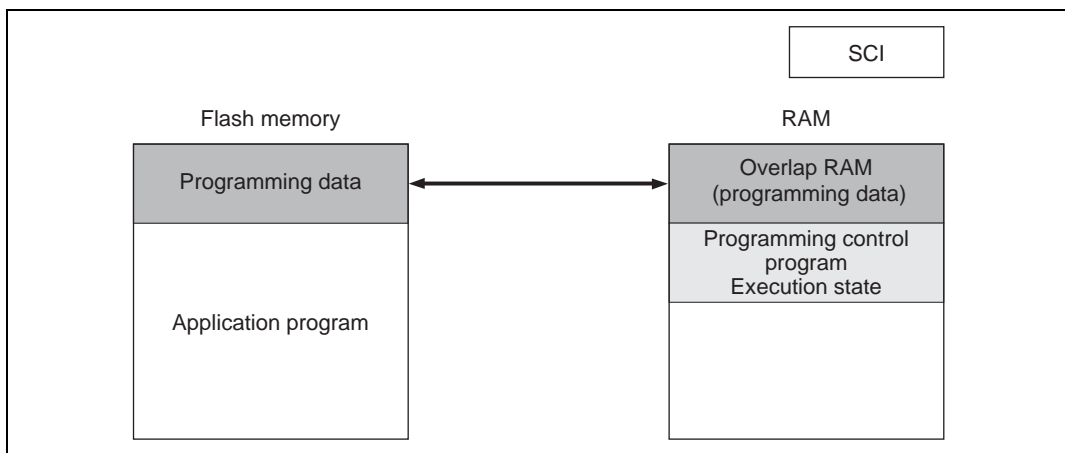 SCI
Flash memory
RAM
Programming data
Overlap RAM
(programming data)
Programming control
program
Execution state
Application program